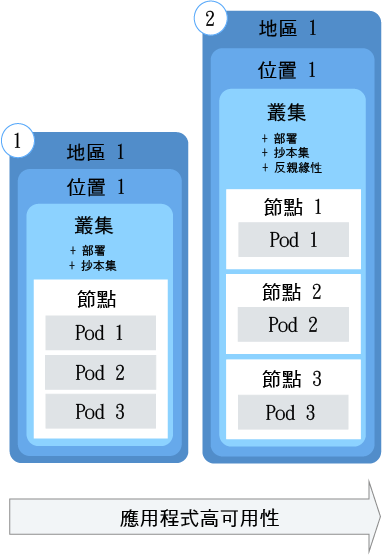 1
地區 1
位置 1
叢集
+ 部署
+ 抄本集
節點
Pod 1
Pod 2
Pod 3
2
地區 1
位置 1
叢集
+ 部署
+ 抄本集
+ 反親緣性
節點 1
Pod 1
節點 2
Pod 2
節點 3
Pod 3
應用程式高可用性